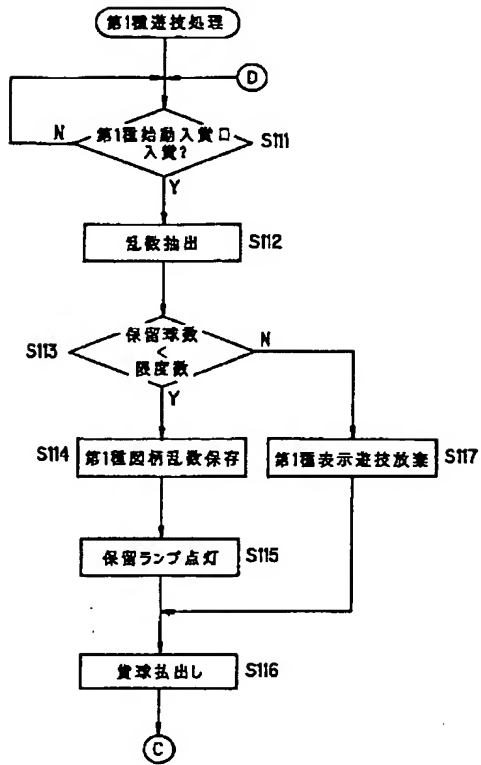 第1種遊技処理
D
第1種始動入賞口
入賞?
N
S111
Y
乱数抽出
S112
保留球数
<
限度数
S113
N
Y
S114
第1種図柄乱数保存
第1種表示遊技放棄
S117
保留ランプ点灯
S115
賞球払出し
S116
C